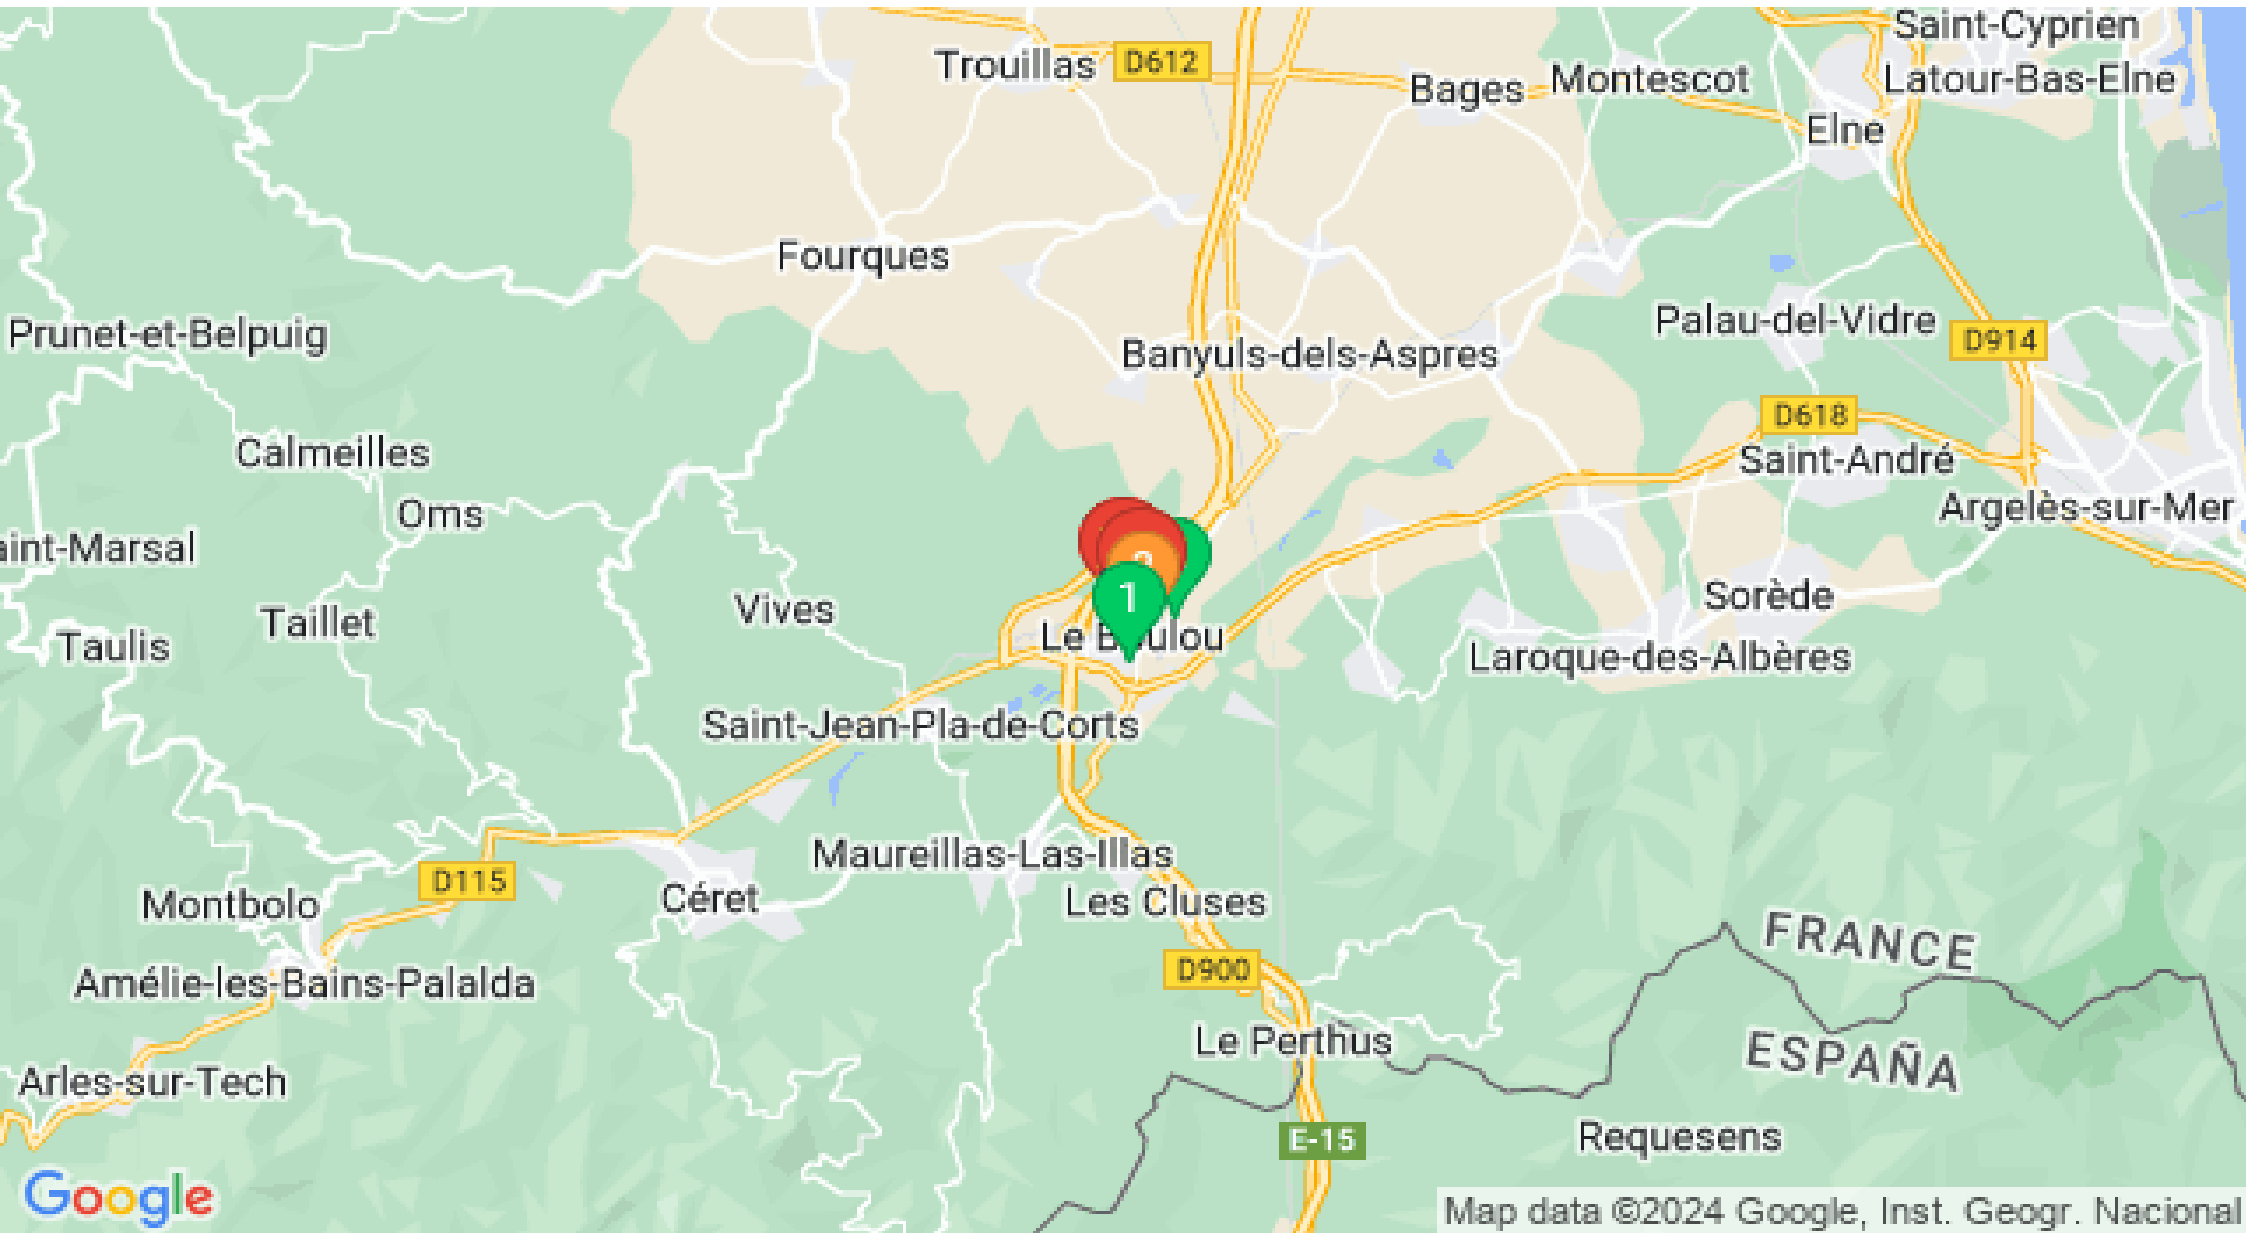 Saint-Cyprien
Trouillas
D612
Bages
Montescot
Latour-Bas-Elne
Elne
Fourques
Prunet-et-Belpuig
Palau-del-Vidre
D914
Banyuls-dels-Aspres
D618
Calmeilles
Saint-André
Oms
Argelès-sur-Mer
aint-Marsal
1
Vives
Sorède
Taillet
Le Boulou
Taulis
Laroque-des-Albères
Saint-Jean-Pla-de-Corts
Maureillas-Las-Illas
D115
Céret
Montbolo
Les Cluses
FRANCE
D900
Amélie-les-Bains-Palalda
Le Perthus
ESPAÑA
Arles-sur-Tech
E-15
Requesens
Google
Map data ©2024 Google, Inst. Geogr. Nacional